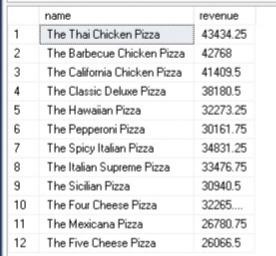 name revenue
1 The Thai Chicken Pizza 43434.25
2 The Barbecue Chicken Pizza 42768
3 The California Chicken Pizza 41409.5
4 The Classic Deluxe Pizza 38180.5
5 The Hawaiian Pizza 32273.25
6 The Pepperoni Pizza 30161.75
7 The Spicy Italian Pizza 34831.25
8 The Italian Supreme Pizza 33476.75
9 The Sicilian Pizza 30940.5
10 The Four Cheese Pizza 32265....
11 The Mexicana Pizza 26780.75
12 The Five Cheese Pizza 26066.5